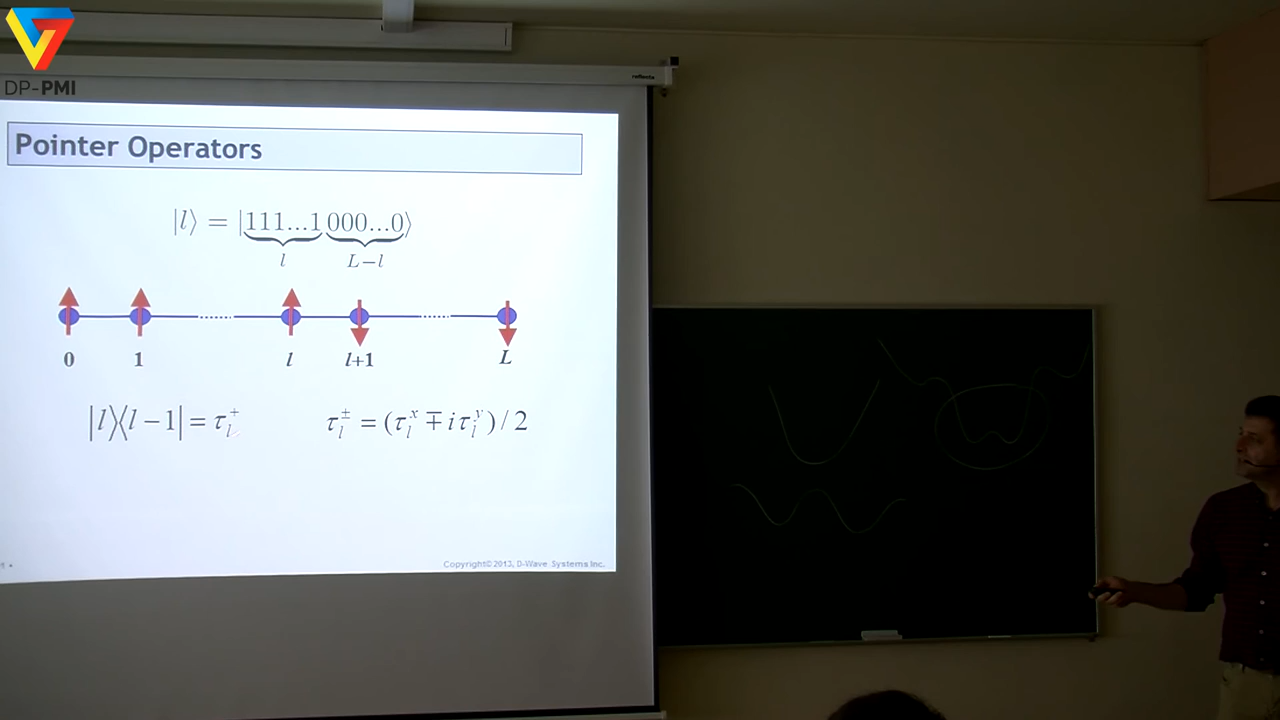 DP-PMI
reflecta
Pointer Operators
|l⟩ = |111...1 000...0⟩
l L−l
0 1 l l+1 L
|l⟩⟨l −1| = τ_l^+ τ_l^± = (τ_l^x ∓ iτ_l^y) / 2
Copyright© 2013, D-Wave Systems Inc.